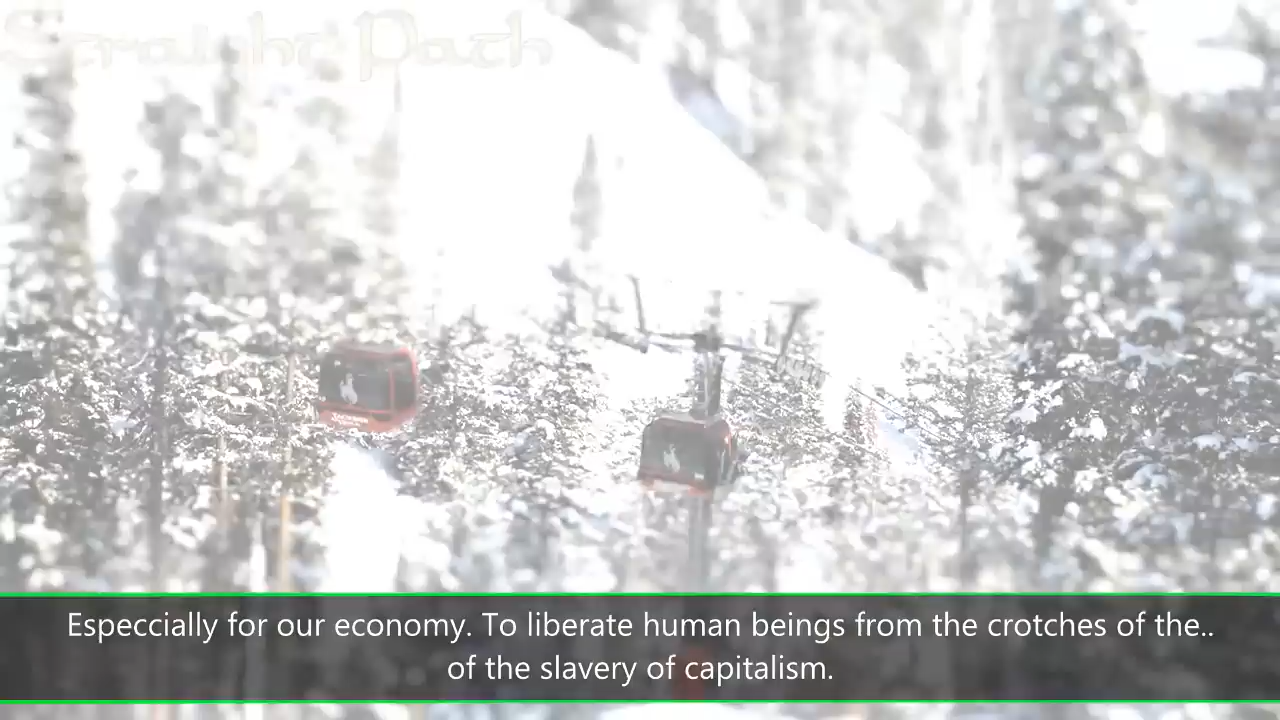 Straight Path
Especcially for our economy. To liberate human beings from the crotches of the..
of the slavery of capitalism.